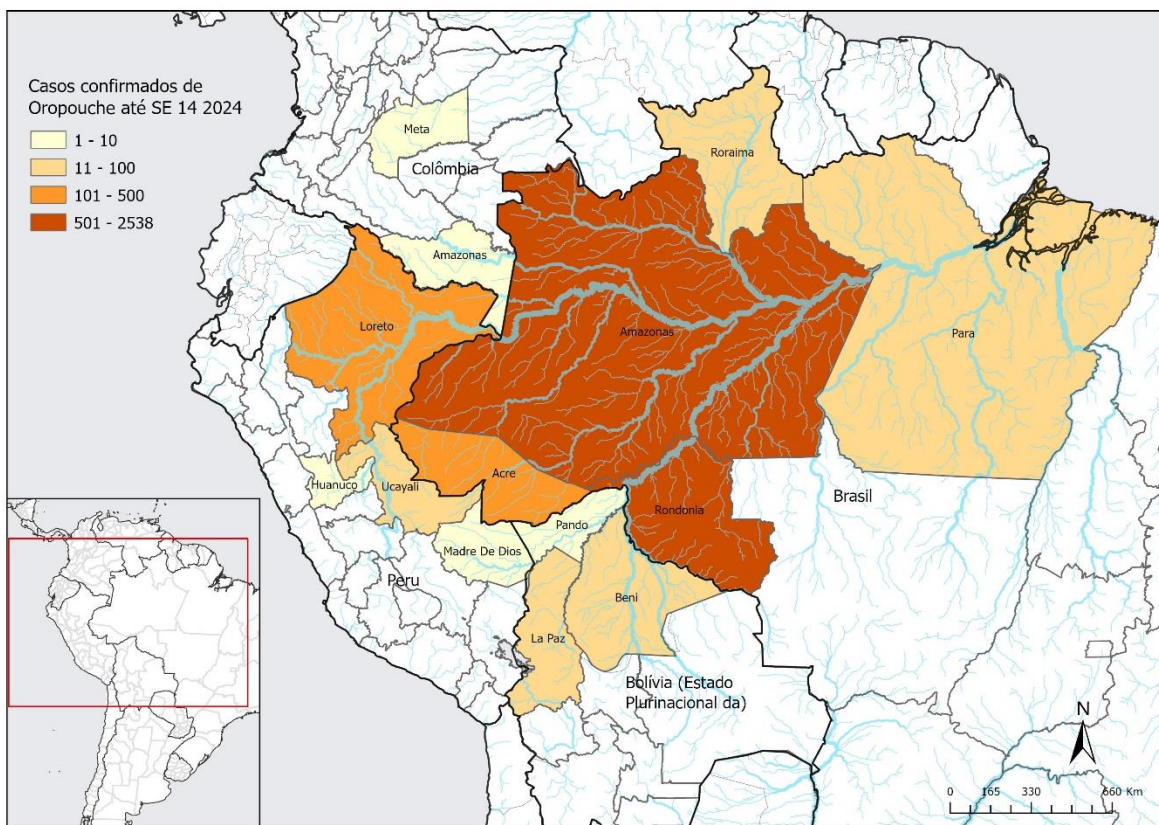 Casos confirmados de
Oropouche até SE 14 2024
1 - 10
11 - 100
101 - 500
501 - 2538
Meta
Colômbia
Roraima
Amazonas
Loreto
Amazonas
Para
Huanuco
Ucayali
Acre
Pando
Rondonia
Brasil
Madre De Dios
Peru
Beni
La Paz
Bolívia (Estado
Plurinacional da)
N
0 165 330 660 Km